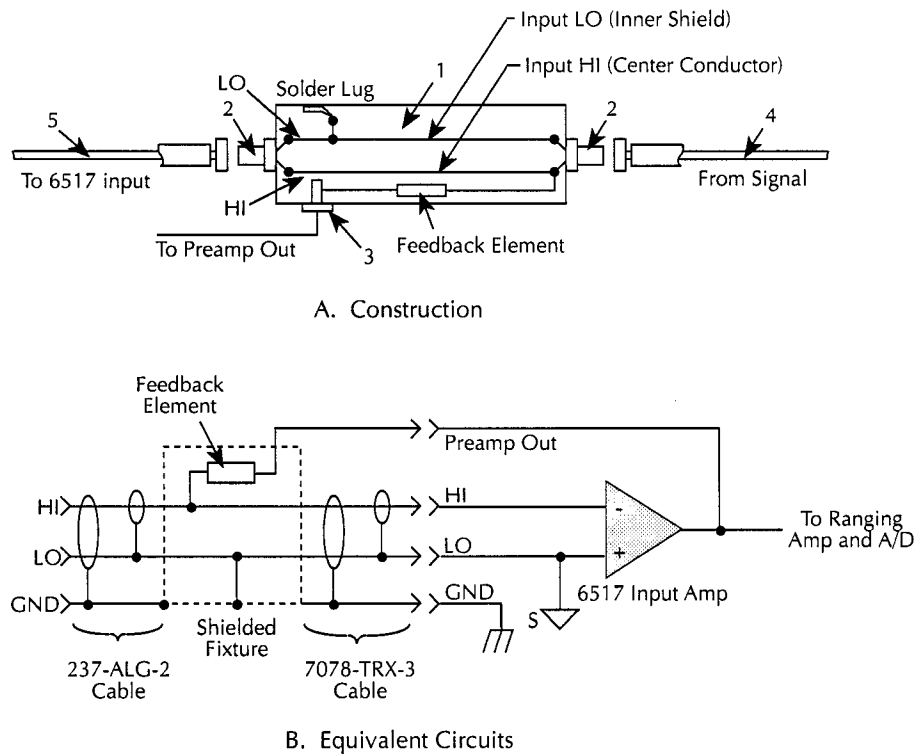 Input LO (Inner Shield)
Input HI (Center Conductor)
LO
Solder Lug
1
5
2
2
4
To 6517 input
From Signal
HI
To Preamp Out
3
Feedback Element
A. Construction
Feedback
Element
Preamp Out
HI
HI
To Ranging
Amp and A/D
-
LO
LO
+
6517 Input Amp
GND
GND
S
Shielded
Fixture
237-ALG-2
Cable
7078-TRX-3
Cable
B. Equivalent Circuits